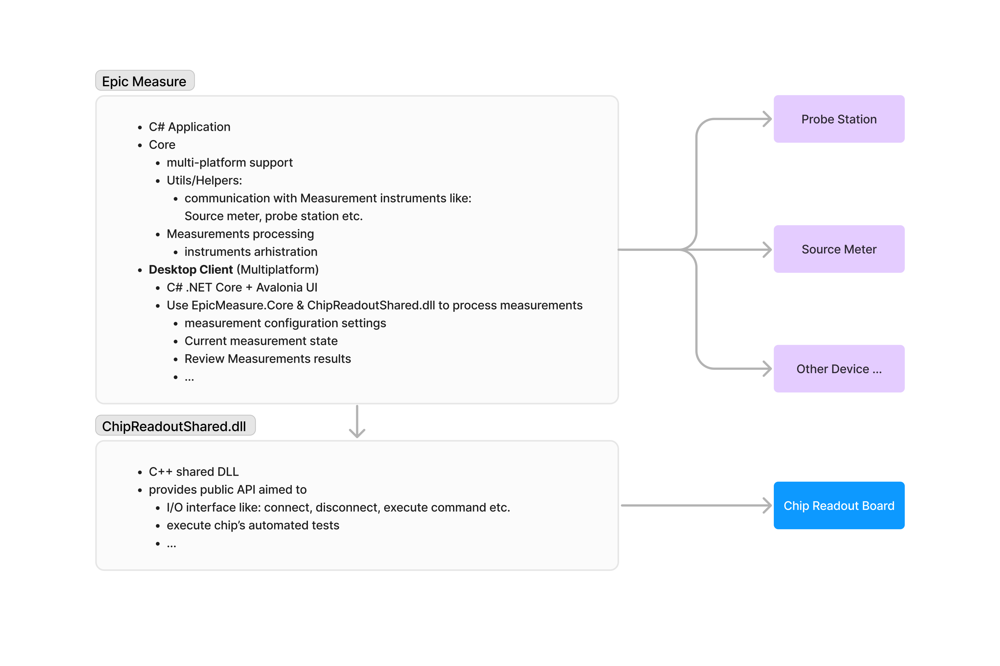 Epic Measure
C# Application
Core
multi-platform support
Utils/Helpers:
communication with Measurement instruments like:
Source meter, probe station etc.
Measurements processing
instruments arhistration
Desktop Client (Multiplatform)
C# .NET Core + Avalonia UI
Use EpicMeasure.Core & ChipReadoutShared.dll to process measurements
measurement configuration settings
Current measurement state
Review Measurements results
...
Probe Station
Source Meter
Other Device ...
ChipReadoutShared.dll
C++ shared DLL
provides public API aimed to
I/O interface like: connect, disconnect, execute command etc.
execute chip’s automated tests
...
Chip Readout Board